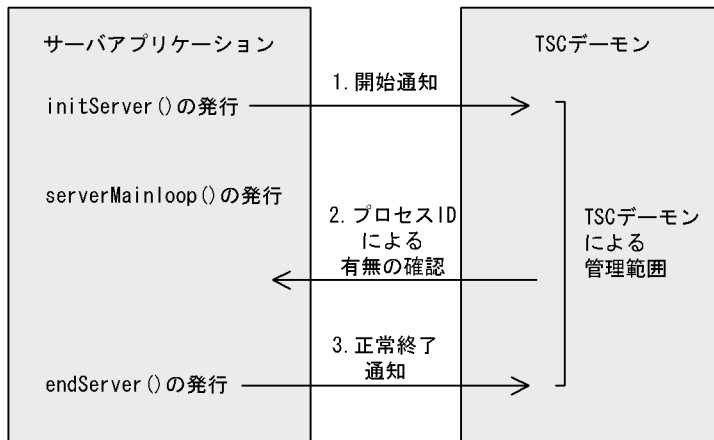 サーバアプリケーション
TSCデーモン
1.開始通知
initServer()の発行
serverMainloop()の発行
2.プロセスID
による
有無の確認
TSCデーモン
による
管理範囲
3.正常終了
通知
endServer()の発行